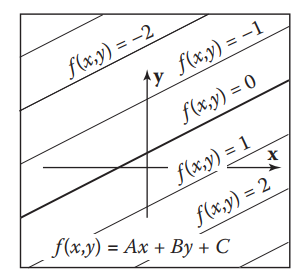 f(x,y) = -2
f(x,y) = -1
y
f(x,y) = 0
f(x,y) = 1
x
f(x,y) = 2
f(x,y) = Ax + By + C